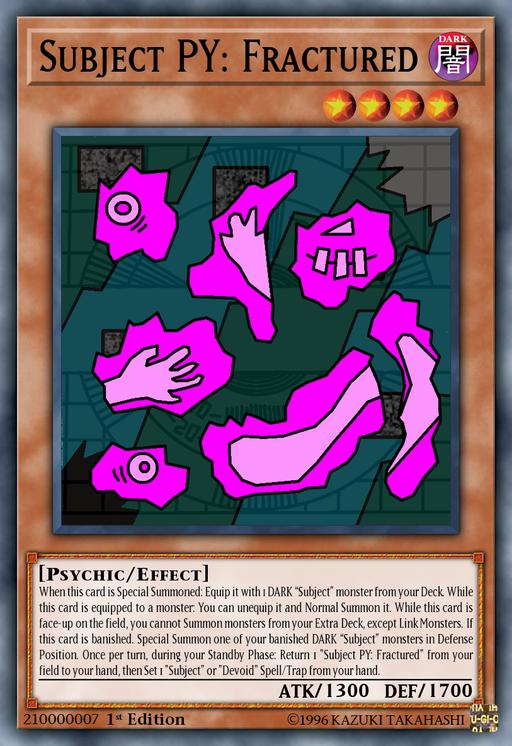 SUBJECT PY: FRACTURED
DARK
闇
[PSYCHIC/EFFECT]
When this card is Special Summoned: Equip it with 1 DARK “Subject” monster from your Deck. While
this card is equipped to a monster: You can unequip it and Normal Summon it. While this card is
face-up on the field, you cannot Summon monsters from your Extra Deck, except Link Monsters. If
this card is banished. Special Summon one of your banished DARK “Subject” monsters in Defense
Position. Once per turn, during your Standby Phase: Return 1 "Subject PY: Fractured" from your
field to your hand, then Set 1 "Subject" or "Devoid" Spell/Trap from your hand.
ATK/1300 DEF/1700
210000007 1st Edition ©1996 KAZUKI TAKAHASHI